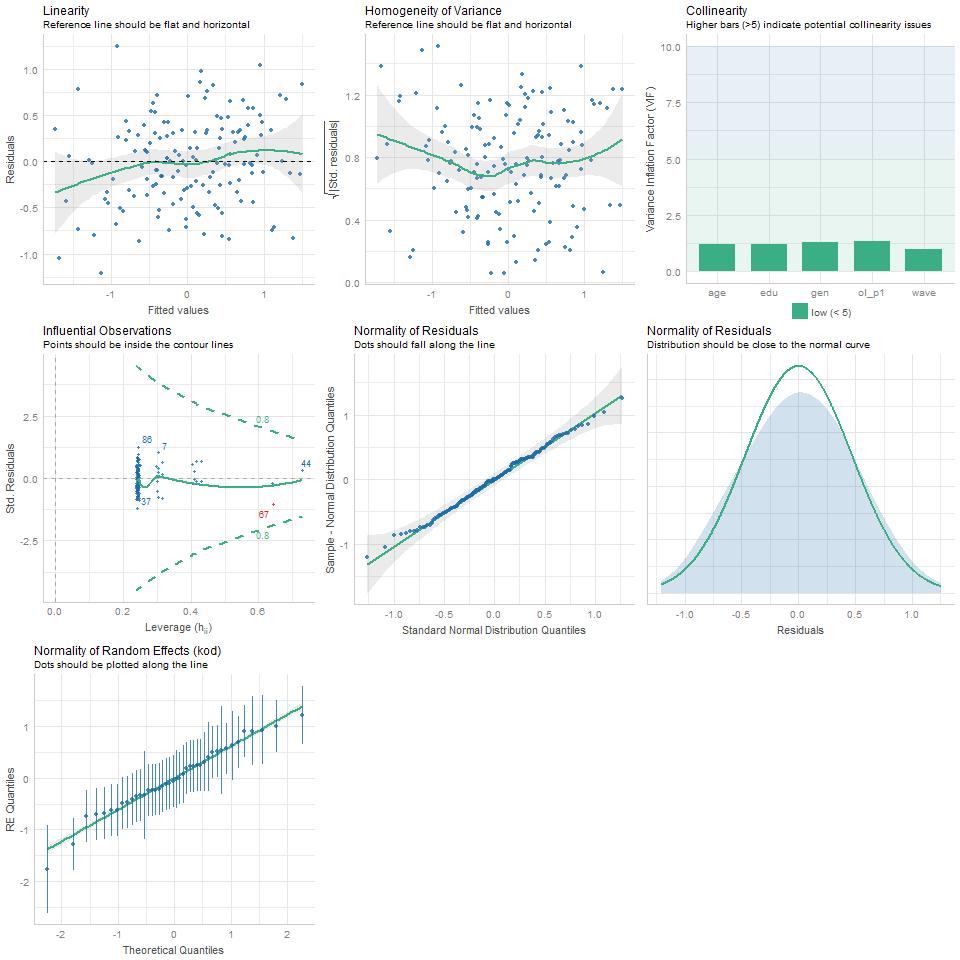 Linearity
Reference line should be flat and horizontal
Residuals
1.0
0.5
0.0
-0.5
-1.0
-1
0
1
Fitted values
Homogeneity of Variance
Reference line should be flat and horizontal
√|Std. residuals|
1.2
0.8
0.4
0.0
-1
0
1
Fitted values
Collinearity
Higher bars (>5) indicate potential collinearity issues
Variance Inflation Factor (VIF)
10.0
7.5
5.0
2.5
0.0
age
edu
gen
ol_p1
wave
low (< 5)
Influential Observations
Points should be inside the contour lines
Std. Residuals
2.5
0.0
-2.5
0.8
86
7
44
37
67
0.8
0.0
0.2
0.4
0.6
Leverage (hii)
Normality of Residuals
Dots should fall along the line
Sample - Normal Distribution Quantiles
1
0
-1
-1.0
-0.5
0.0
0.5
1.0
Standard Normal Distribution Quantiles
Normality of Residuals
Distribution should be close to the normal curve
-1.0
-0.5
0.0
0.5
1.0
Residuals
Normality of Random Effects (kod)
Dots should be plotted along the line
RE Quantiles
1
0
-1
-2
-2
-1
0
1
2
Theoretical Quantiles